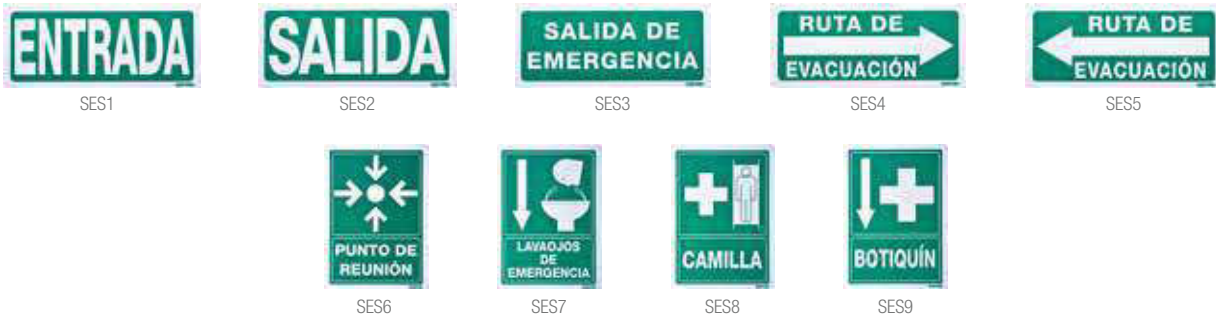 ENTRADA
SALIDA
SALIDA DE
EMERGENCIA
RUTA DE
EVACUACIÓN
RUTA DE
EVACUACIÓN
SES1
SES2
SES3
SES4
SES5
PUNTO DE
REUNIÓN
LAVAOJOS
DE
EMERGENCIA
CAMILLA
BOTIQUÍN
SES6
SES7
SES8
SES9